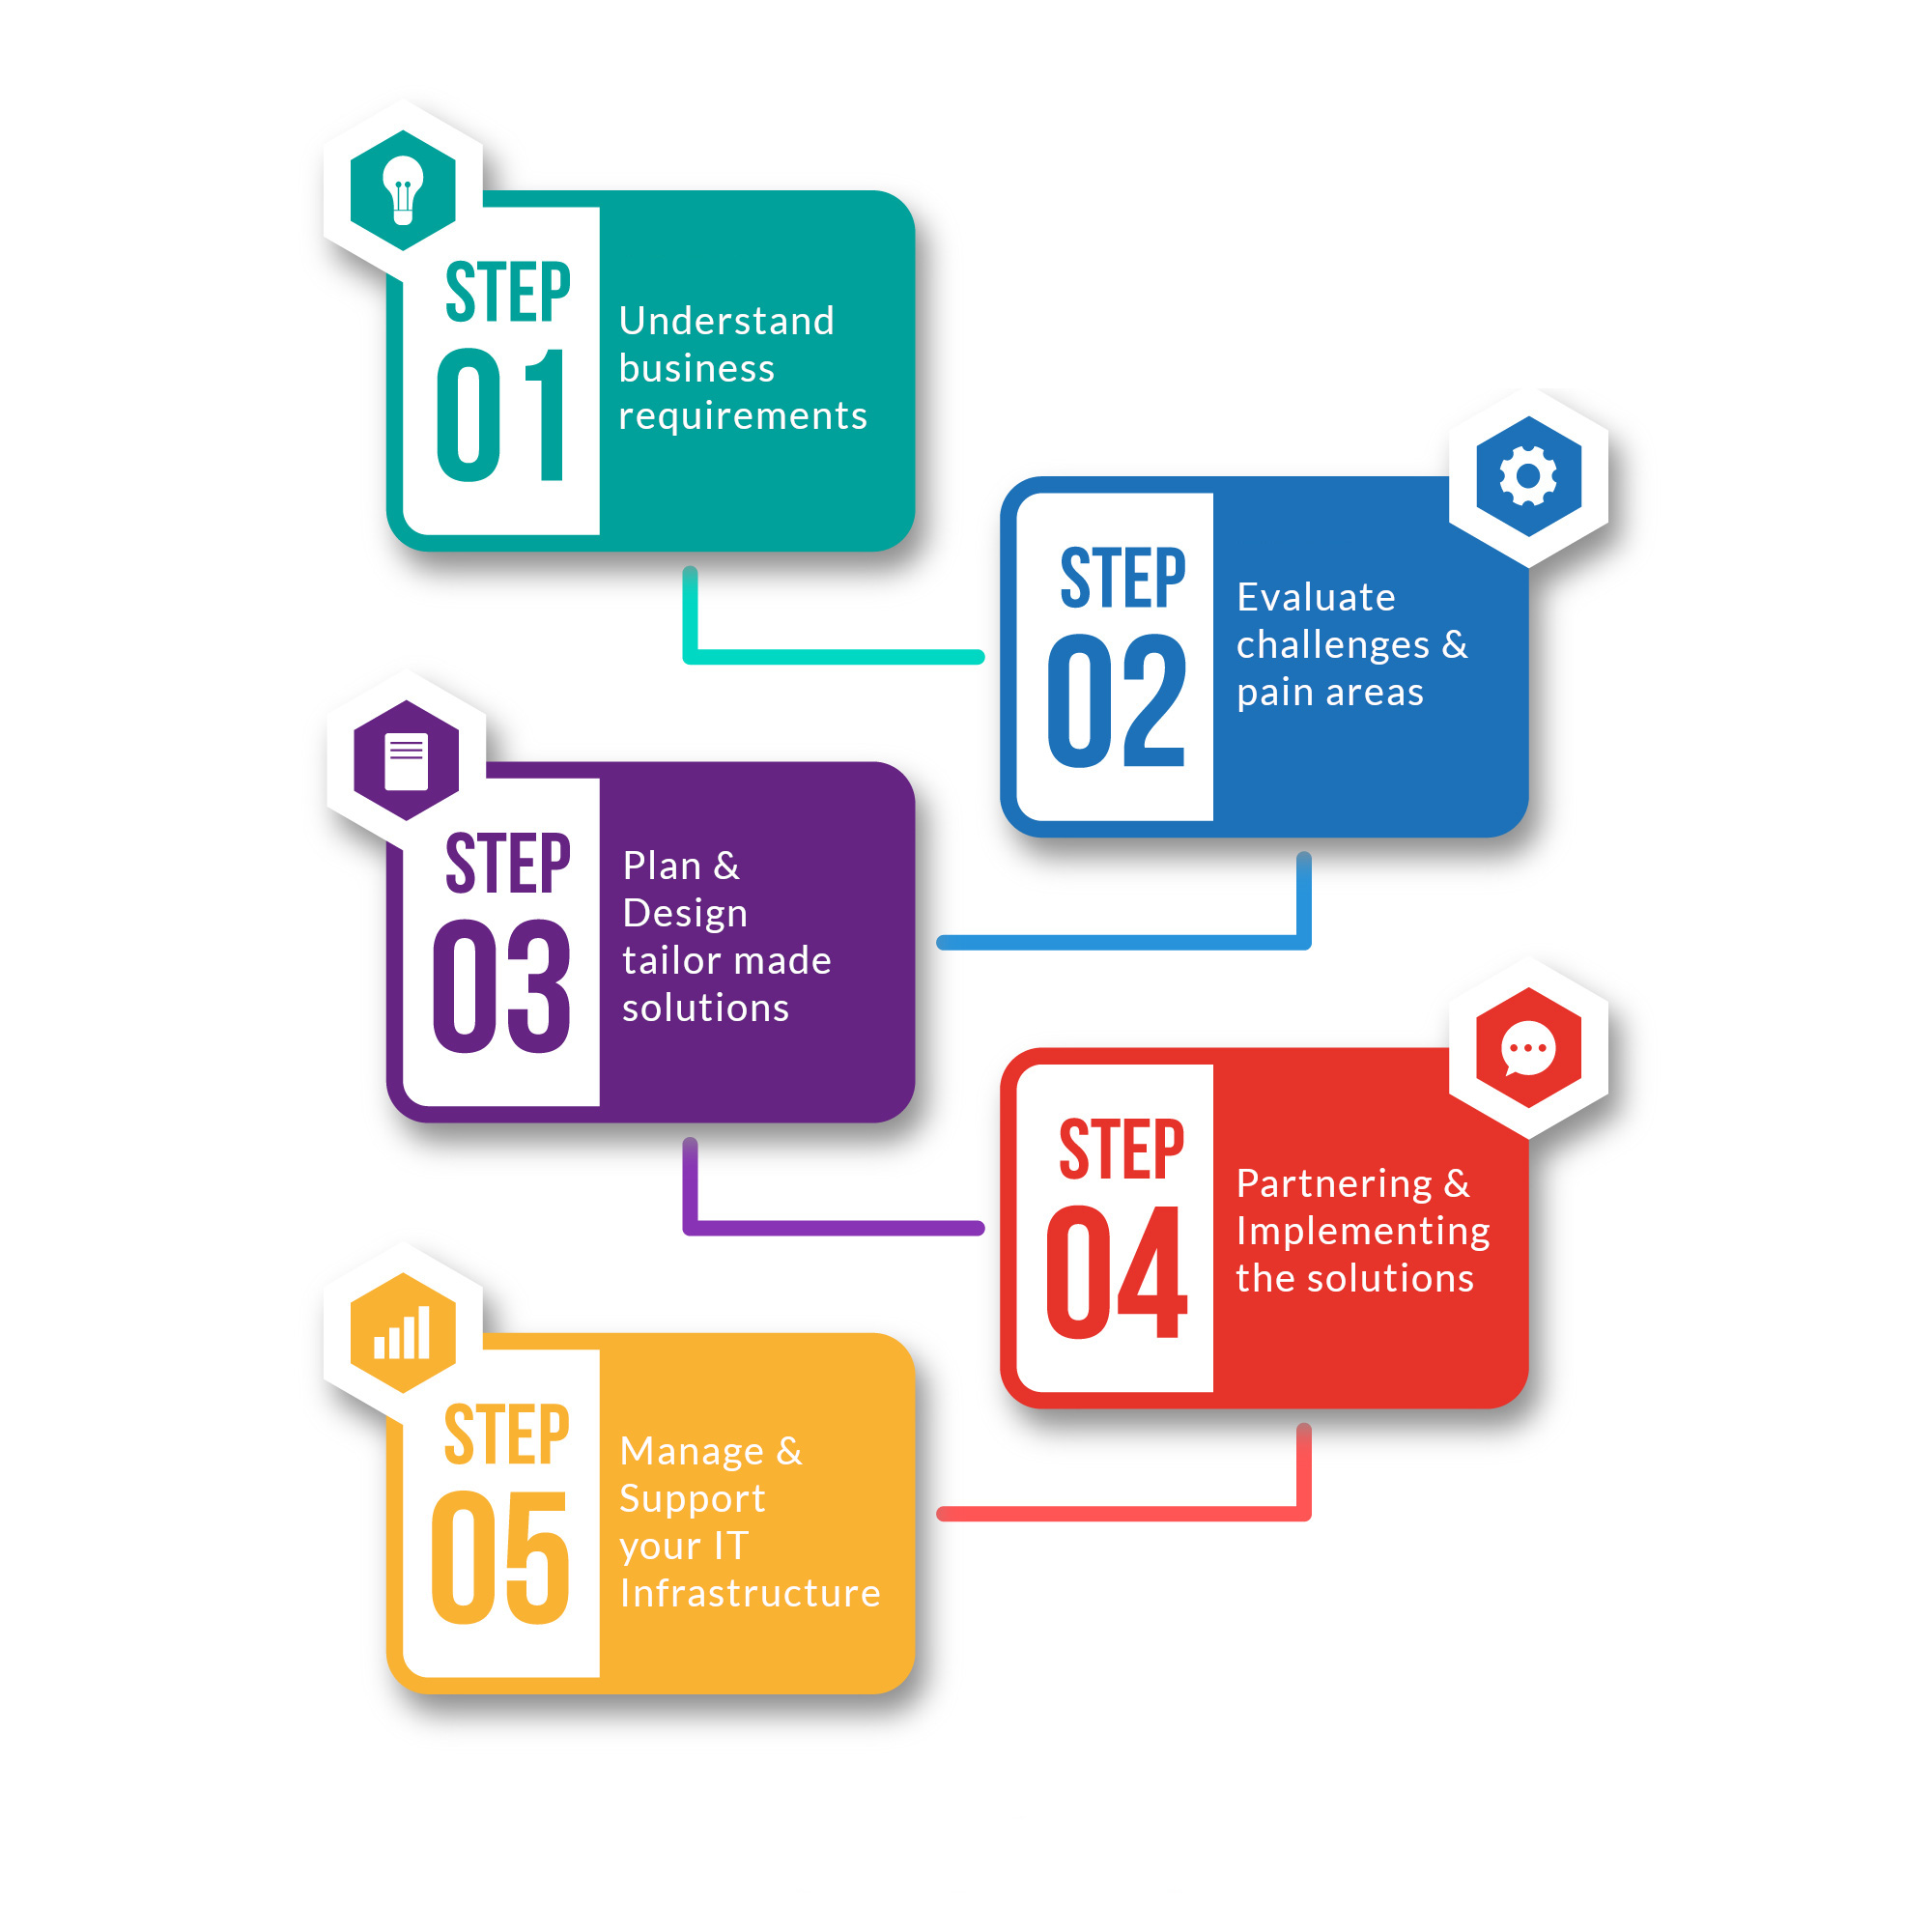 STEP
01
Understand
business
requirements
STEP
02
Evaluate
challenges &
pain areas
STEP
03
Plan &
Design
tailor made
solutions
STEP
04
Partnering &
Implementing
the solutions
STEP
05
Manage &
Support
your IT
Infrastructure